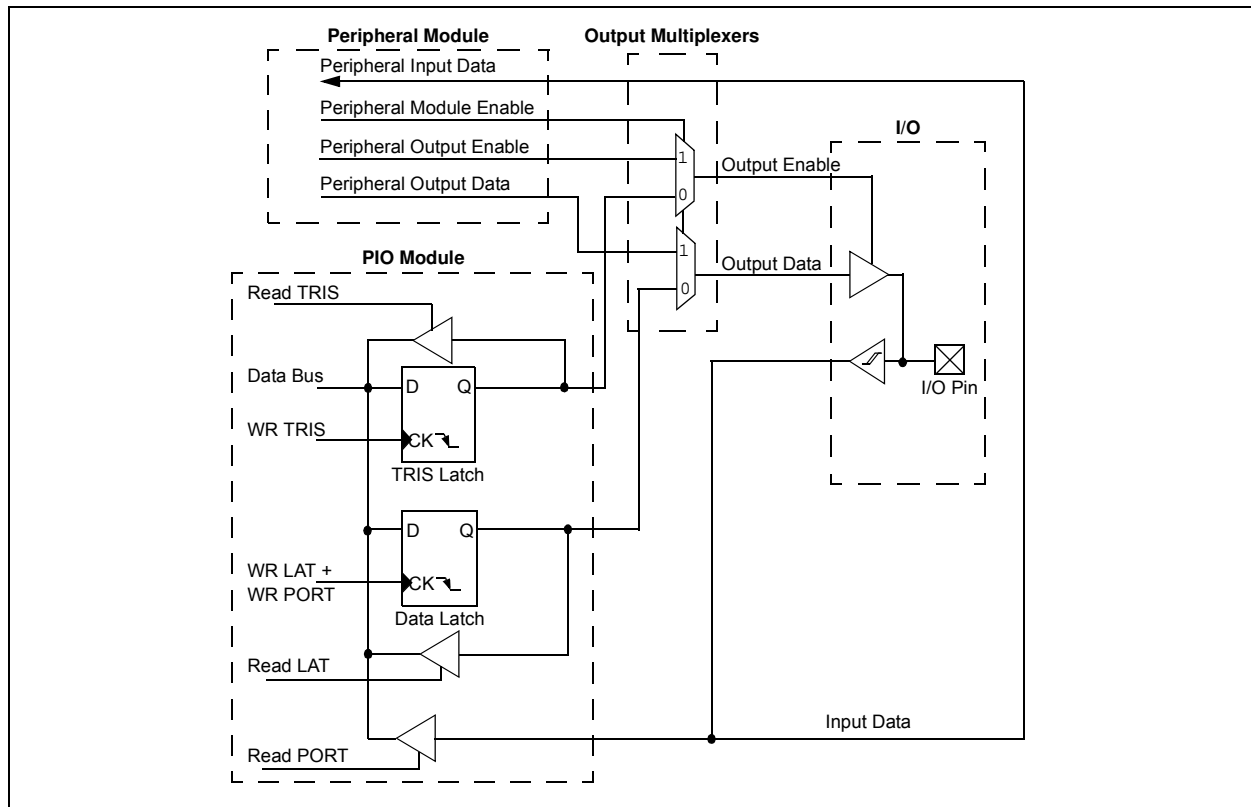 Peripheral Module
Output Multiplexers
Peripheral Input Data
Peripheral Module Enable
Peripheral Output Enable
Peripheral Output Data
1
0
1
0
Output Enable
Output Data
I/O
I/O Pin
PIO Module
Read TRIS
Data Bus
D Q
WR TRIS
CK
TRIS Latch
D Q
WR LAT +
WR PORT
CK
Data Latch
Read LAT
Read PORT
Input Data